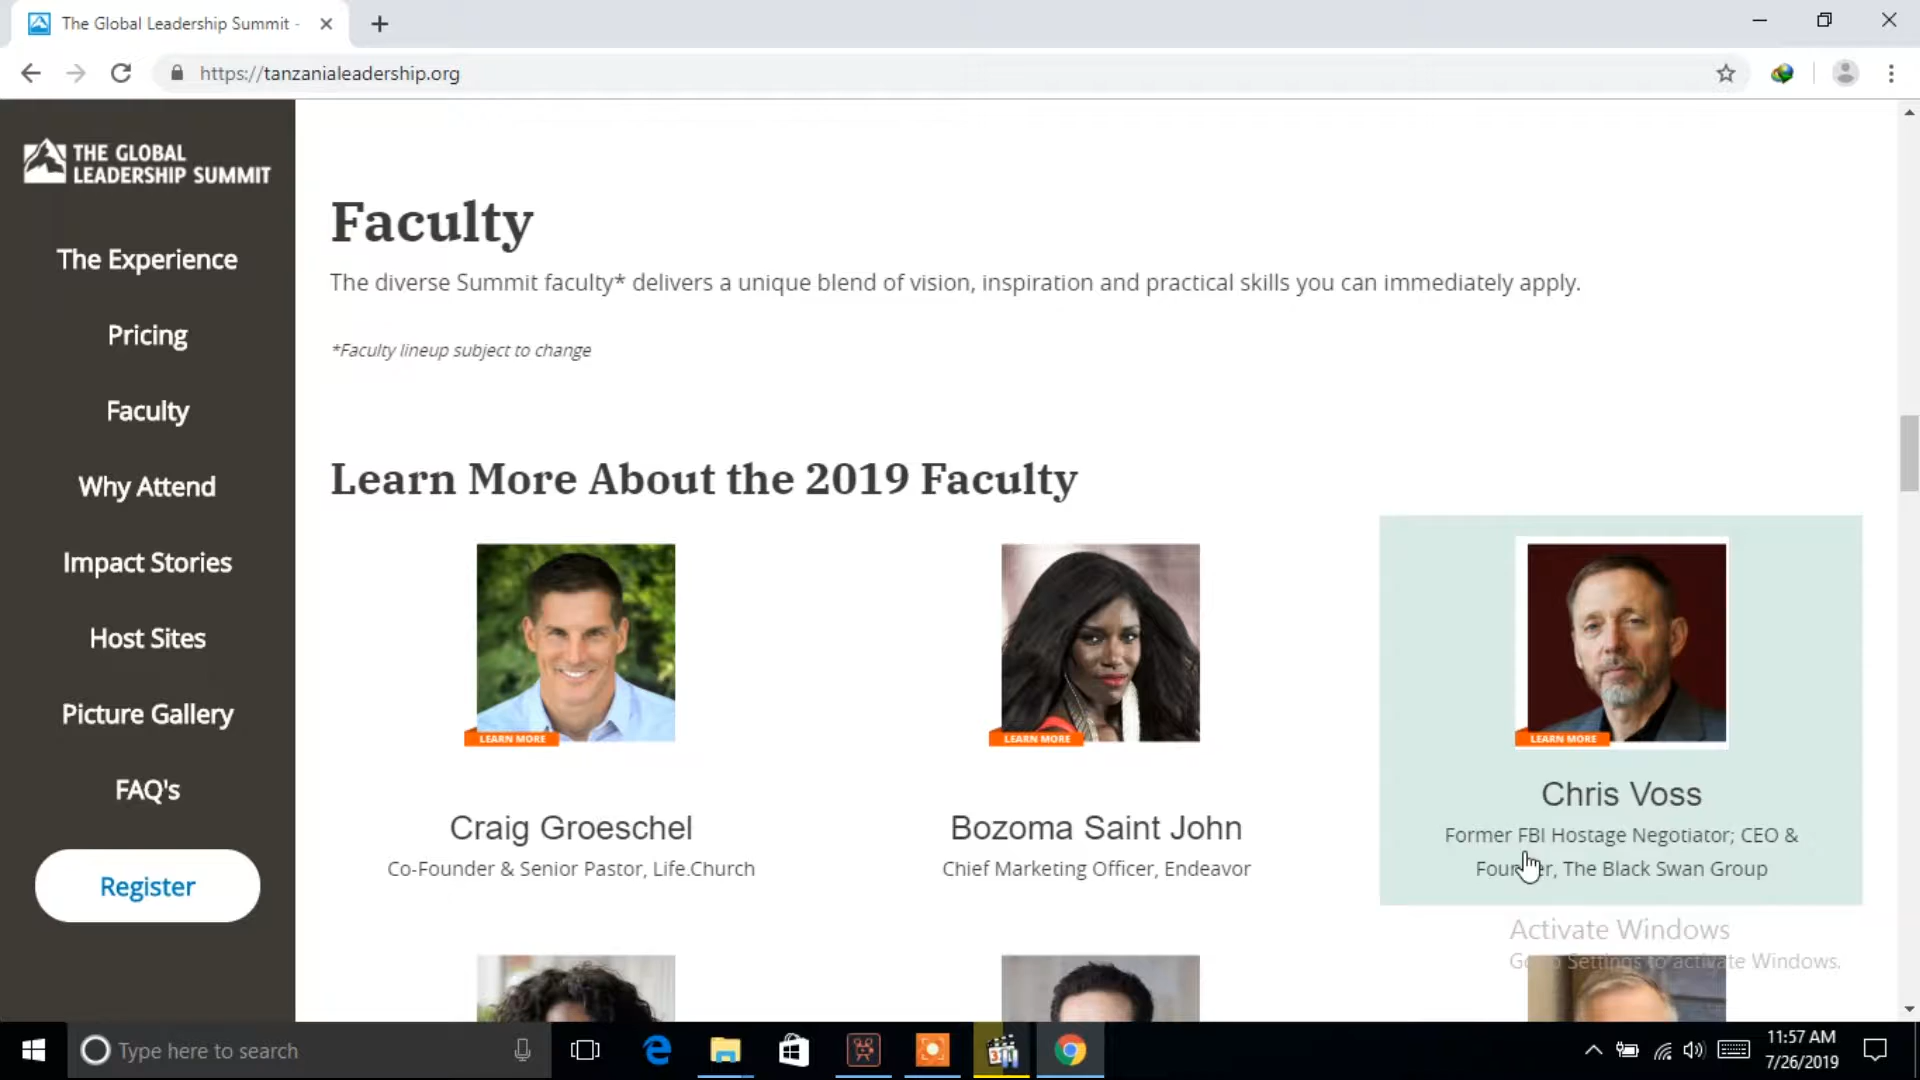 The Global Leadership Summit -
https://tanzanialeadership.org
THE GLOBAL
LEADERSHIP SUMMIT
The Experience
Pricing
Faculty
Why Attend
Impact Stories
Host Sites
Picture Gallery
FAQ's
Register
Faculty
The diverse Summit faculty* delivers a unique blend of vision, inspiration and practical skills you can immediately apply.
*Faculty lineup subject to change
Learn More About the 2019 Faculty
LEARN MORE
LEARN MORE
LEARN MORE
Craig Groeschel
Co-Founder & Senior Pastor, Life.Church
Bozoma Saint John
Chief Marketing Officer, Endeavor
Chris Voss
Former FBI Hostage Negotiator; CEO &
Founder, The Black Swan Group
Activate Windows
Go to Settings to activate Windows.
Type here to search
11:57 AM
7/26/2019